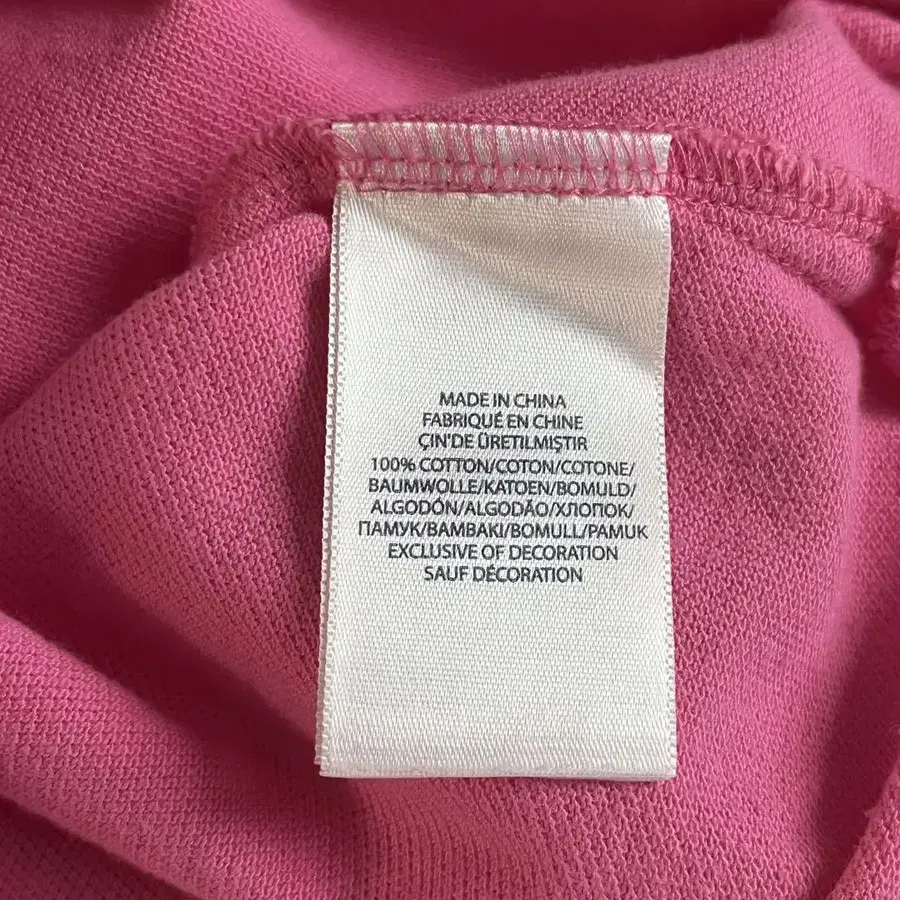 MADE IN CHINA
FABRIQUÉ EN CHINE
ÇIN'DE ÜRETILMIŞTIR
100% COTTON/COTON/COTONE/
BAUMWOLLE/KATOEN/BOMULD/
ALGODÓN/ALGODÃO/ХЛОПОК/
ПАМУК/BAMBAKI/BOMULL/PAMUK
EXCLUSIVE OF DECORATION
SAUF DÉCORATION